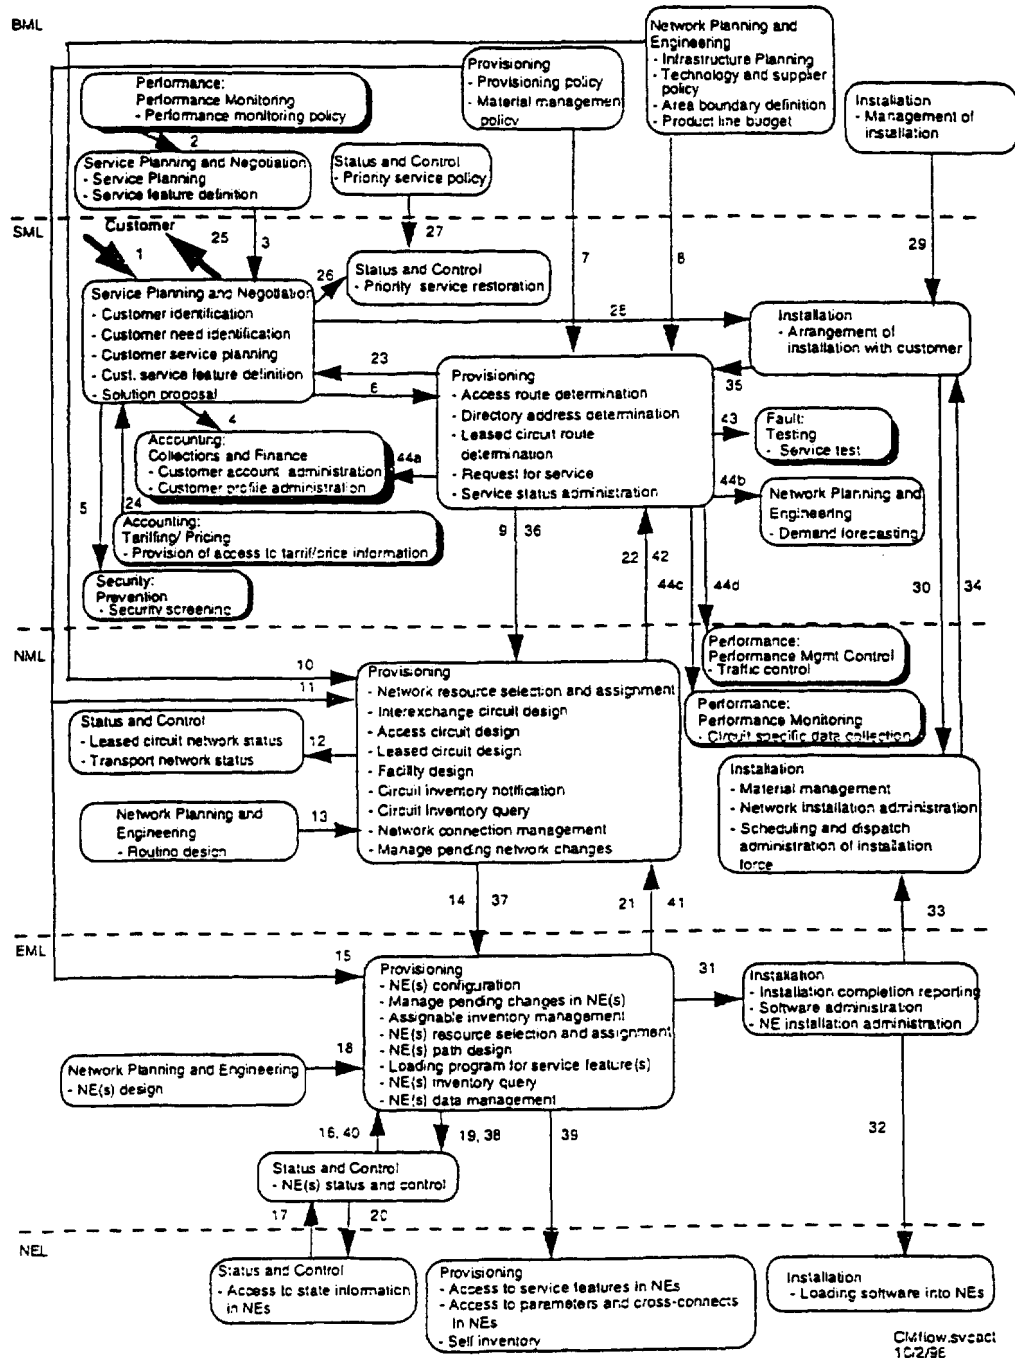 BML
Network Planning and
Engineering
- Infrastructure Planning
- Technology and supplier
policy
- Area boundary definition
- Product line budget
Provisioning
- Provisioning policy
- Material management
policy
Performance:
Performance Monitoring
- Performance monitoring policy
Installation
- Management of
installation
2
Service Planning and Negotiation
- Service Planning
- Service feature definition
Status and Control
- Priority service policy
SML
Customer
1
25
3
27
7
8
29
26
Status and Control
- Priority service restoration
Service Planning and Negotiation
- Customer identification
- Customer need identification
- Customer service planning
- Cust. service feature definition
- Solution proposal
28
Installation
- Arrangement of
installation with customer
23
6
35
Provisioning
- Access route determination
- Directory address determination
- Leased circuit route
determination
- Request for service
- Service status administration
43
Fault:
Testing
- Service test
4
Accounting:
Collections and Finance
- Customer account administration
- Customer profile administration
44a
44b
Network Planning and
Engineering
- Demand forecasting
5
24
Accounting:
Tariffing/ Pricing
- Provision of access to tarrif/price information
9
36
22
42
44c
44d
30
34
Security:
Prevention
- Security screening
NML
Performance:
Performance Mgmt Control
- Traffic control
10
11
Provisioning
- Network resource selection and assignment
- Interexchange circuit design
- Access circuit design
- Leased circuit design
- Facility design
- Circuit inventory notification
- Circuit Inventory query
- Network connection management
- Manage pending network changes
Performance:
Performance Monitoring
- Circuit specific data collection
Status and Control
- Leased circuit network status
- Transport network status
12
Installation
- Material management
- Network installation administration
- Scheduling and dispatch
administration of installation
force
Network Planning and
Engineering
- Routing design
13
14
37
21
41
33
EML
15
Provisioning
- NE(s) configuration
- Manage pending changes in NE(s)
- Assignable inventory management
- NE(s) resource selection and assignment
- NE(s) path design
- Loading program for service feature(s)
- NE(s) inventory query
- NE(s) data management
31
Installation
- Installation completion reporting
- Software administration
- NE installation administration
18
Network Planning and Engineering
- NE(s) design
16, 40
19, 38
39
32
Status and Control
- NE(s) status and control
17
20
NEL
Status and Control
- Access to state information
in NEs
Provisioning
- Access to service features in NEs
- Access to parameters and cross-connects
in NEs
- Self inventory
Installation
- Loading software into NEs
CMflow.svcact
10/2/96